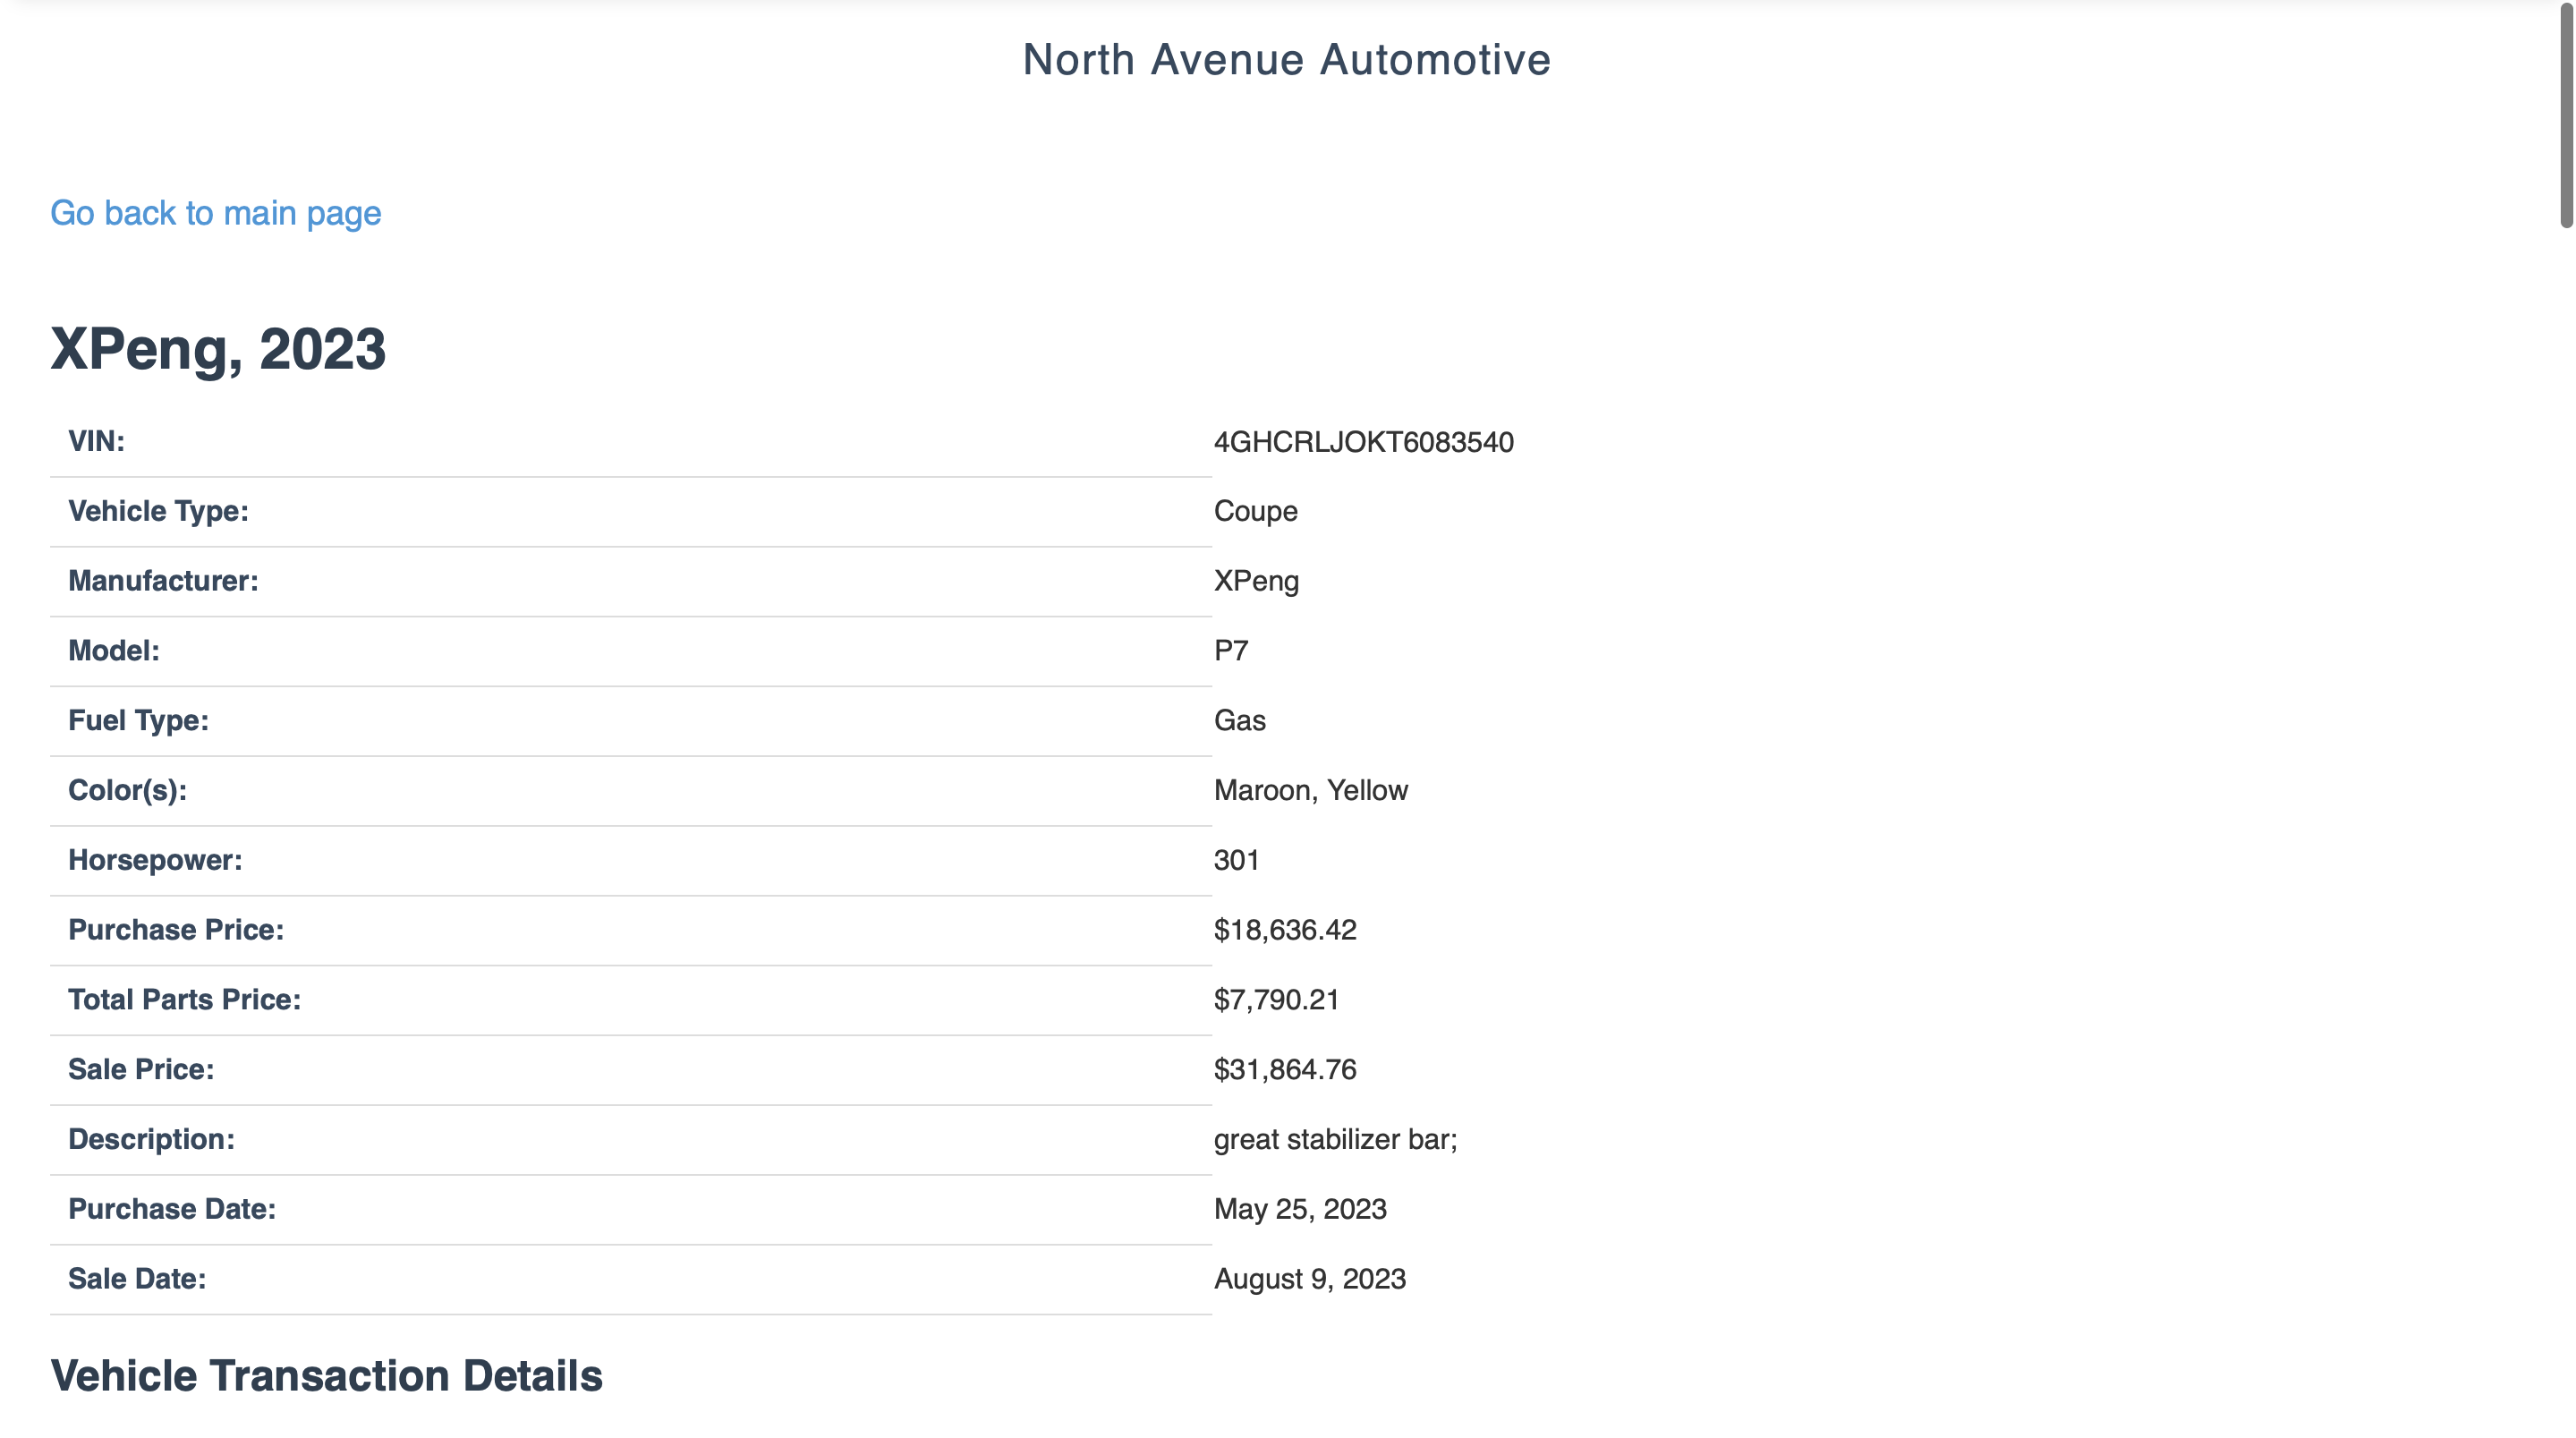 North Avenue Automotive
Go back to main page
XPeng, 2023
VIN: 4GHCRLJOKT6083540
Vehicle Type: Coupe
Manufacturer: XPeng
Model: P7
Fuel Type: Gas
Color(s): Maroon, Yellow
Horsepower: 301
Purchase Price: $18,636.42
Total Parts Price: $7,790.21
Sale Price: $31,864.76
Description: great stabilizer bar;
Purchase Date: May 25, 2023
Sale Date: August 9, 2023
Vehicle Transaction Details